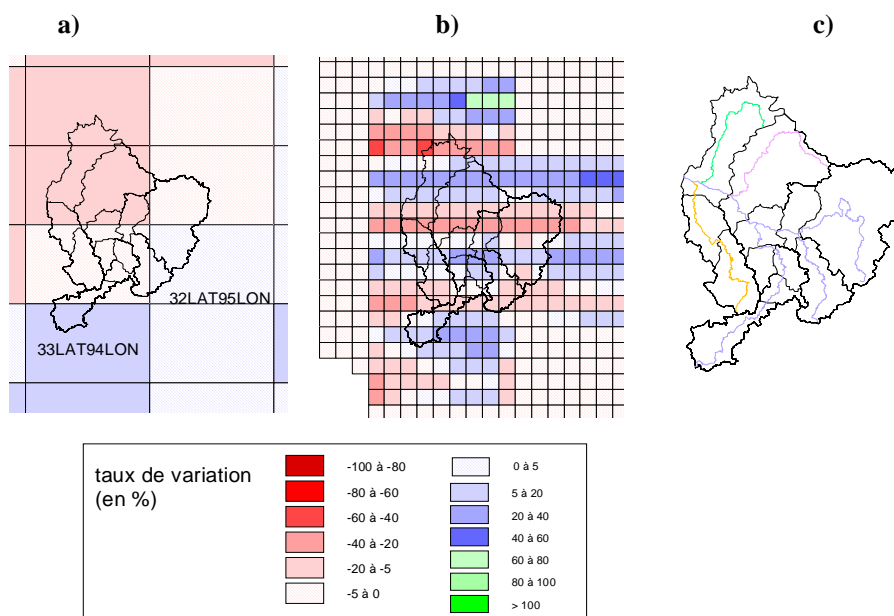 a) b) c)
32LAT95LON
33LAT94LON
taux de variation
(en %)
-100 à -80
-80 à -60
-60 à -40
-40 à -20
-20 à -5
-5 à 0
0 à 5
5 à 20
20 à 40
40 à 60
60 à 80
80 à 100
> 100